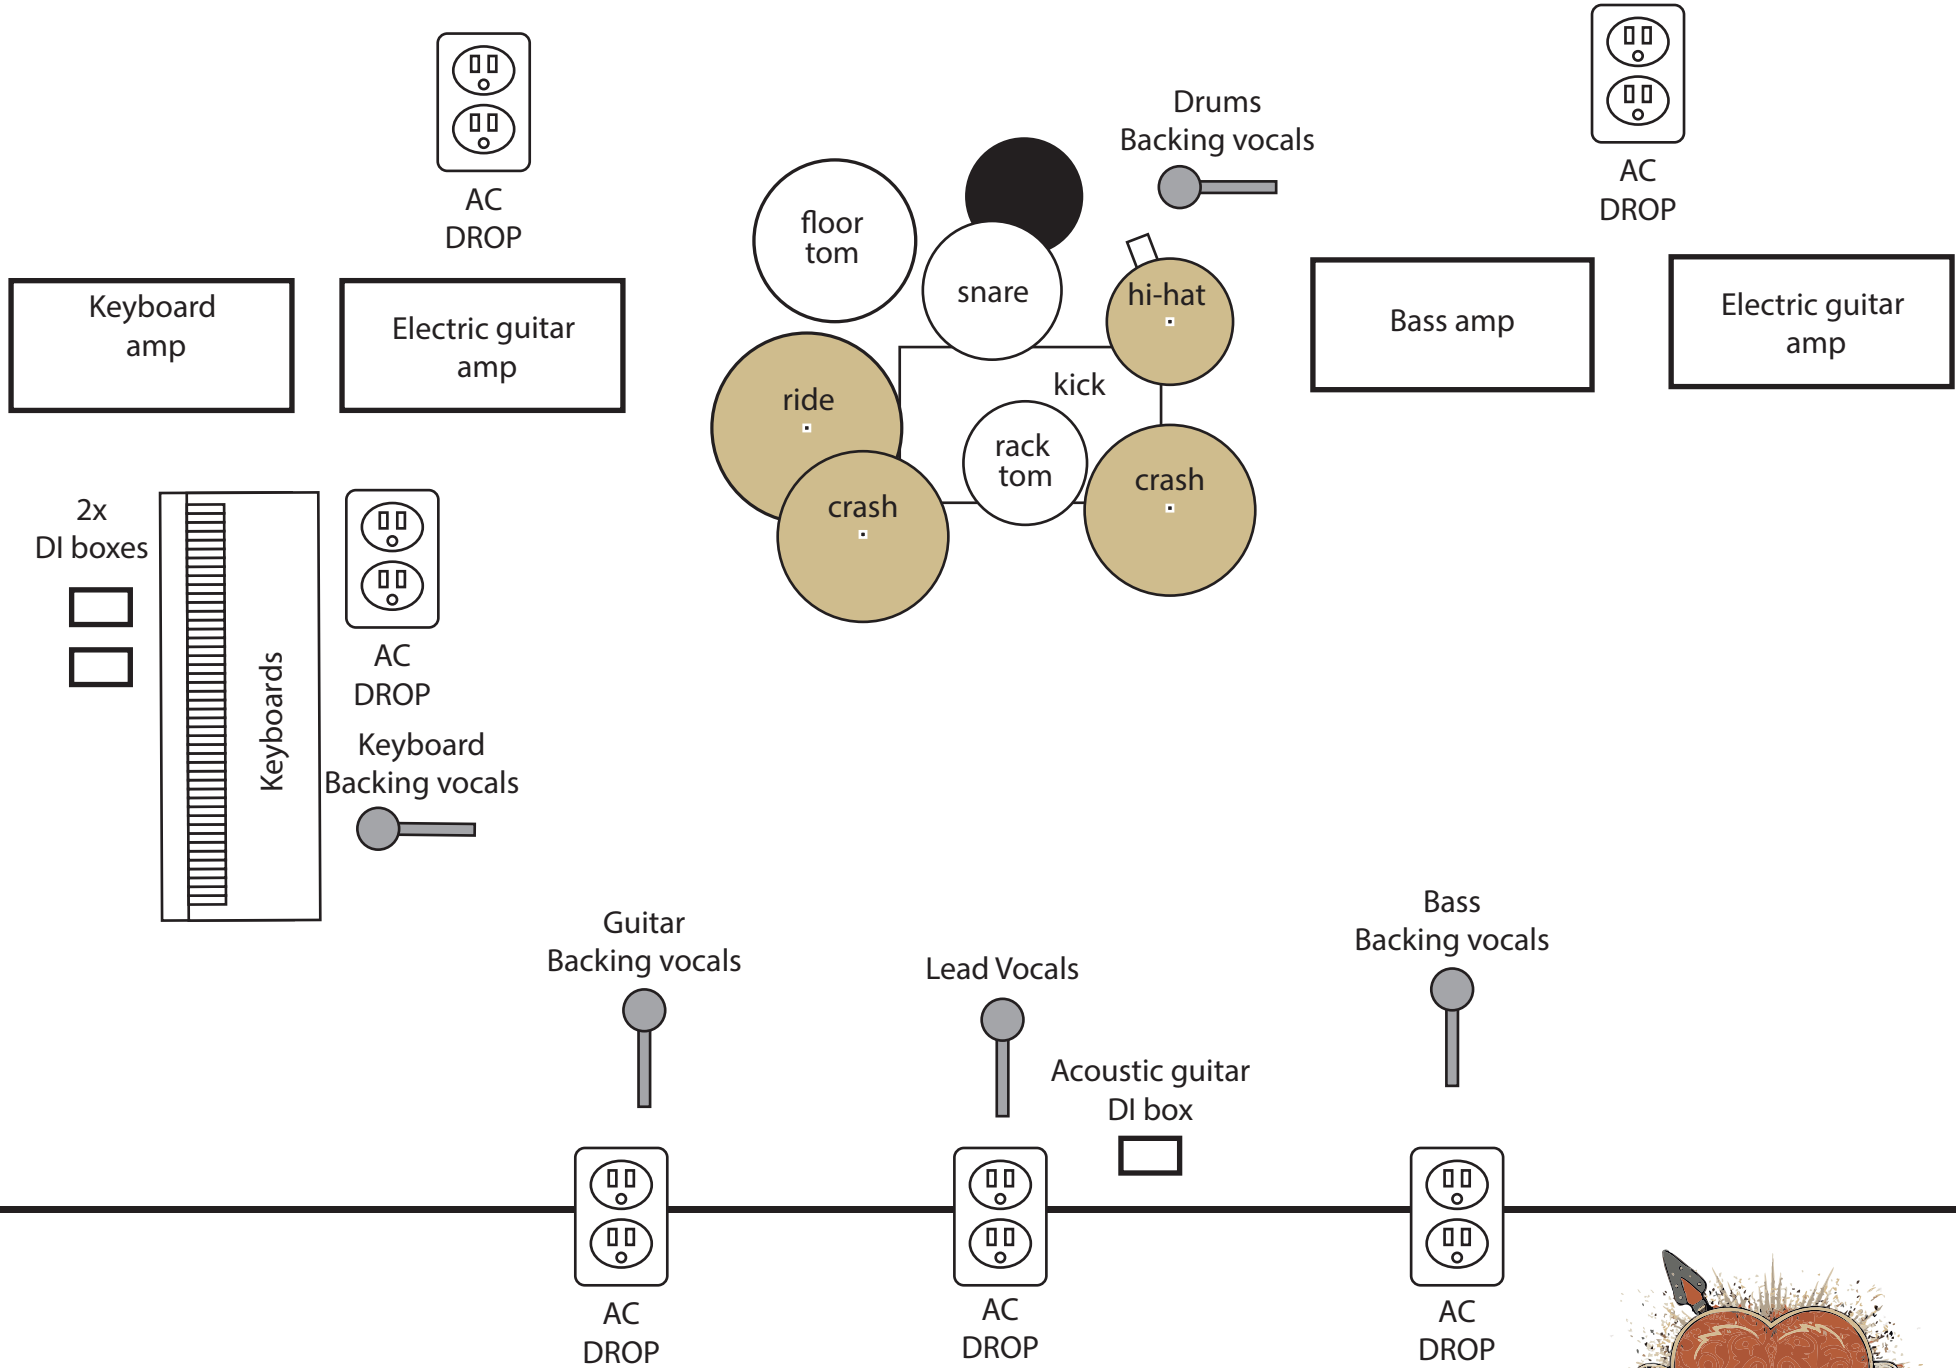 AC
DROP
AC
DROP
Drums
Backing vocals
floor
tom
snare
hi-hat
Keyboard
amp
Electric guitar
amp
Bass amp
Electric guitar
amp
kick
ride
rack
tom
crash
crash
2x
DI boxes
Keyboards
AC
DROP
Keyboard
Backing vocals
Guitar
Backing vocals
Lead Vocals
Bass
Backing vocals
Acoustic guitar
DI box
AC
DROP
AC
DROP
AC
DROP